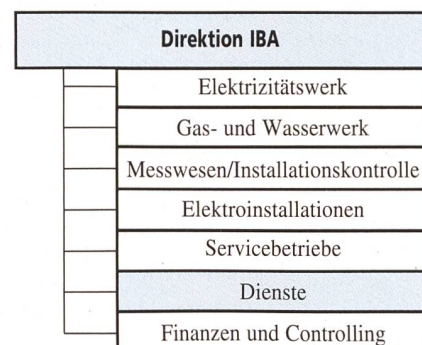 Direktion IBA
Elektrizitätswerk
Gas- und Wasserwerk
Messwesen/Installationskontrolle
Elektroinstallationen
Servicebetriebe
Dienste
Finanzen und Controlling